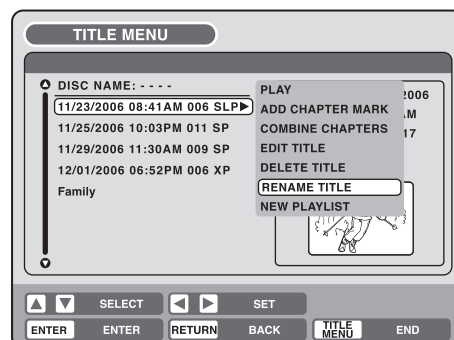 TITLE MENU
DISC NAME: - - - -
11/23/2006 08:41AM 006 SLP
11/25/2006 10:03PM 011 SP
11/29/2006 11:30AM 009 SP
12/01/2006 06:52PM 006 XP
Family
PLAY
ADD CHAPTER MARK
COMBINE CHAPTERS
EDIT TITLE
DELETE TITLE
RENAME TITLE
NEW PLAYLIST
006
M
17
SELECT SET
ENTER ENTER RETURN BACK TITLE MENU END